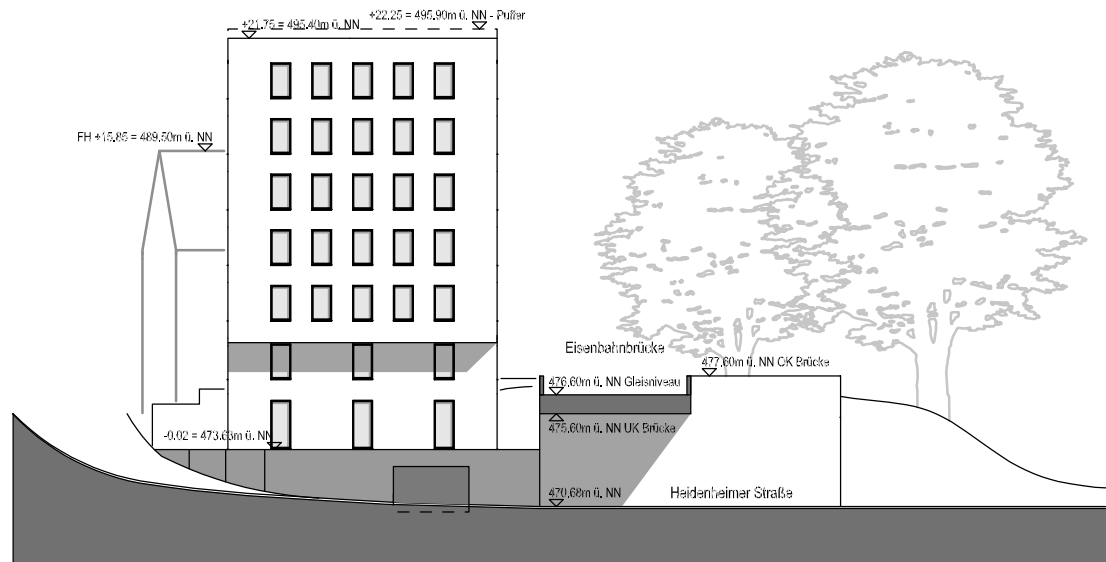 +22.25 = 495.90m ü. NN - Puffer
+21.75 = 495.40m ü. NN
FH +15.85 = 489.50m ü. NN
Eisenbahnbrücke
477.60m ü. NN OK Brücke
476.60m ü. NN Gleisniveau
475.60m ü. NN UK Brücke
-0.02 = 473.63m ü. NN
470.68m ü. NN
Heidenheimer Straße